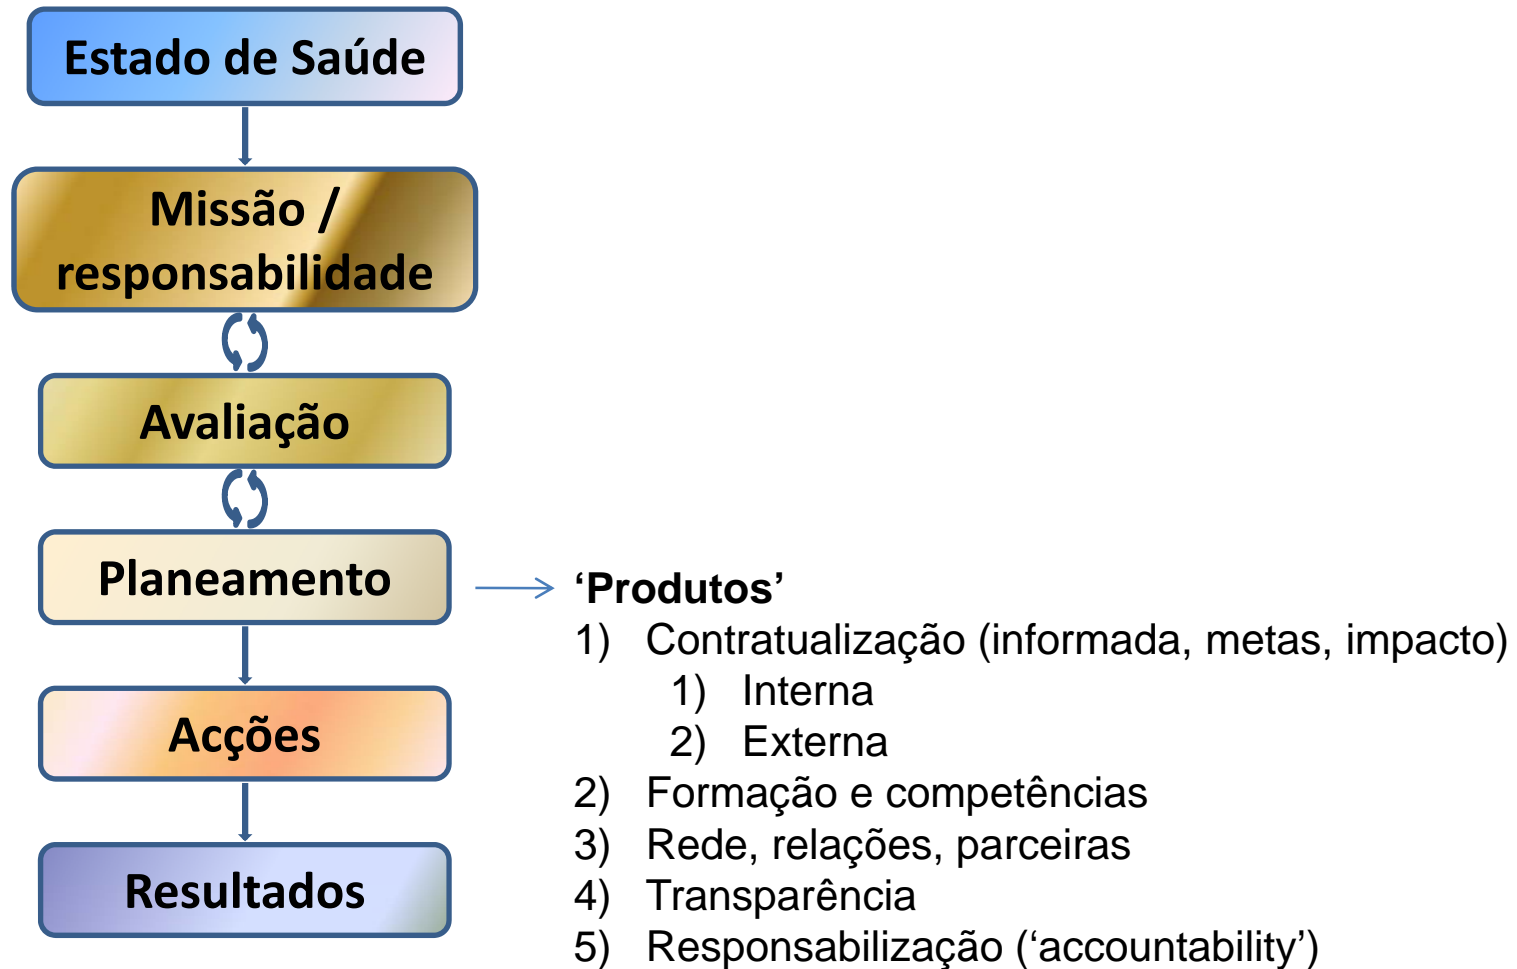 Estado de Saúde
Missão /
responsabilidade
Avaliação
Planeamento
Acções
Resultados
‘Produtos’
1) Contratualização (informada, metas, impacto)
1) Interna
2) Externa
2) Formação e competências
3) Rede, relações, parceiras
4) Transparência
5) Responsabilização (‘accountability’)